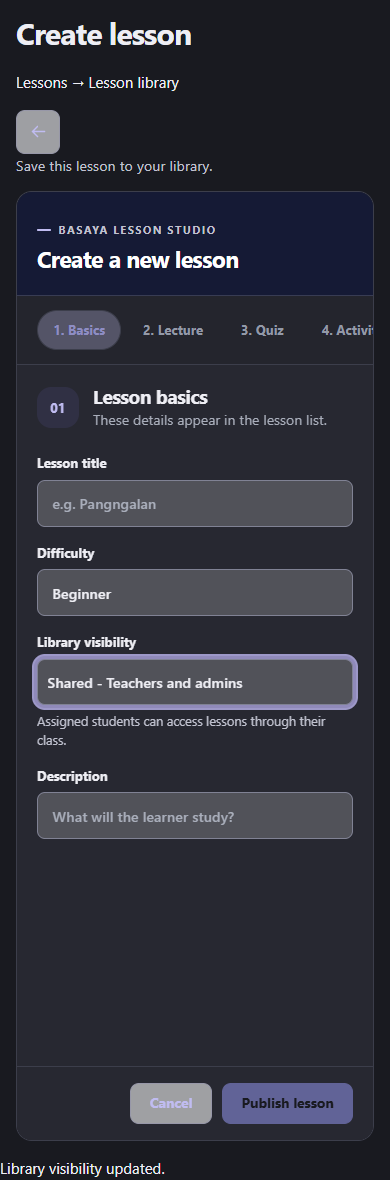 Create lesson
Lessons → Lesson library
←
Save this lesson to your library.
— BASAYA LESSON STUDIO
Create a new lesson
1. Basics 2. Lecture 3. Quiz 4. Activi
01
Lesson basics
These details appear in the lesson list.
Lesson title
e.g. Pangngalan
Difficulty
Beginner
Library visibility
Shared - Teachers and admins
Assigned students can access lessons through their
class.
Description
What will the learner study?
Cancel Publish lesson
Library visibility updated.